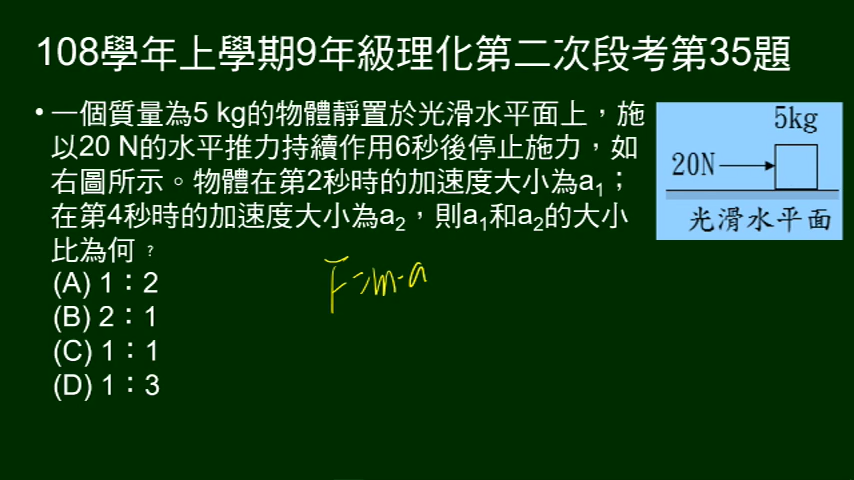 108學年上學期9年級理化第二次段考第35題
• 一個質量為5 kg的物體靜置於光滑水平面上，施
以20 N的水平推力持續作用6秒後停止施力，如
右圖所示。物體在第2秒時的加速度大小為a₁；
在第4秒時的加速度大小為a₂，則a₁和a₂的大小
比為何？
(A) 1：2
(B) 2：1
(C) 1：1
(D) 1：3
5kg
20N
光滑水平面
F=m·a